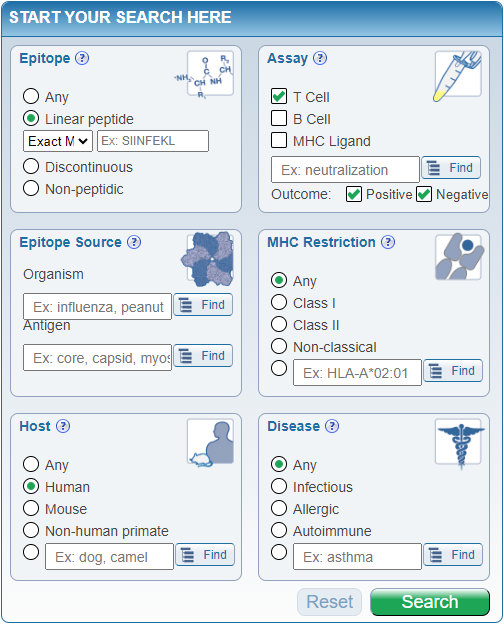 START YOUR SEARCH HERE
Epitope ?
Any
Linear peptide
Exact M Ex: SIINFEKL
Discontinuous
Non-peptidic
Assay ?
T Cell
B Cell
MHC Ligand
Ex: neutralization Find
Outcome: Positive Negative
Epitope Source ?
Organism
Ex: influenza, peanut Find
Antigen
Ex: core, capsid, myos Find
MHC Restriction ?
Any
Class I
Class II
Non-classical
Ex: HLA-A*02:01 Find
Host ?
Any
Human
Mouse
Non-human primate
Ex: dog, camel Find
Disease ?
Any
Infectious
Allergic
Autoimmune
Ex: asthma Find
Reset Search